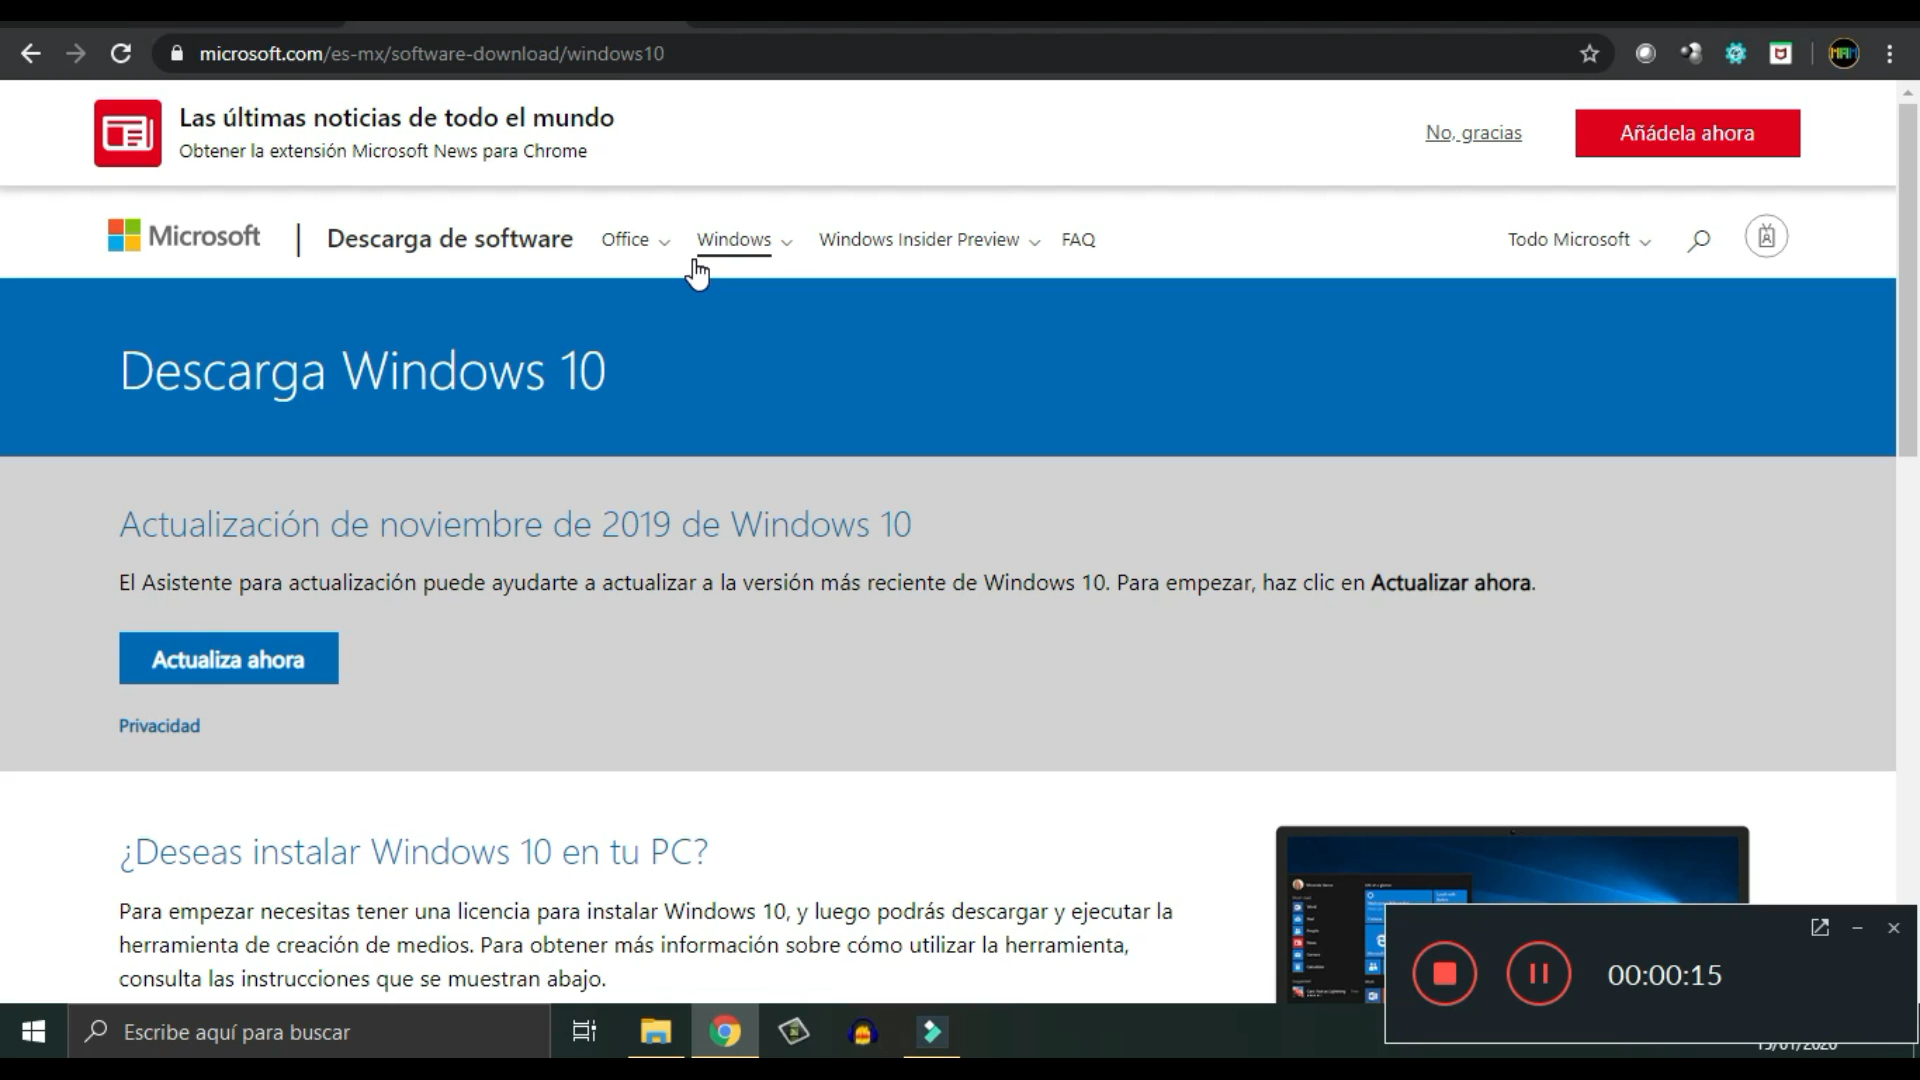 microsoft.com/es-mx/software-download/windows10
Las últimas noticias de todo el mundo
Obtener la extensión Microsoft News para Chrome
No, gracias
Añádela ahora
Microsoft
Descarga de software
Office
Windows
Windows Insider Preview
FAQ
Todo Microsoft
Descarga Windows 10
Actualización de noviembre de 2019 de Windows 10
El Asistente para actualización puede ayudarte a actualizar a la versión más reciente de Windows 10. Para empezar, haz clic en Actualizar ahora.
Actualiza ahora
Privacidad
¿Deseas instalar Windows 10 en tu PC?
Para empezar necesitas tener una licencia para instalar Windows 10, y luego podrás descargar y ejecutar la
herramienta de creación de medios. Para obtener más información sobre cómo utilizar la herramienta,
consulta las instrucciones que se muestran abajo.
00:00:15
Escribe aquí para buscar